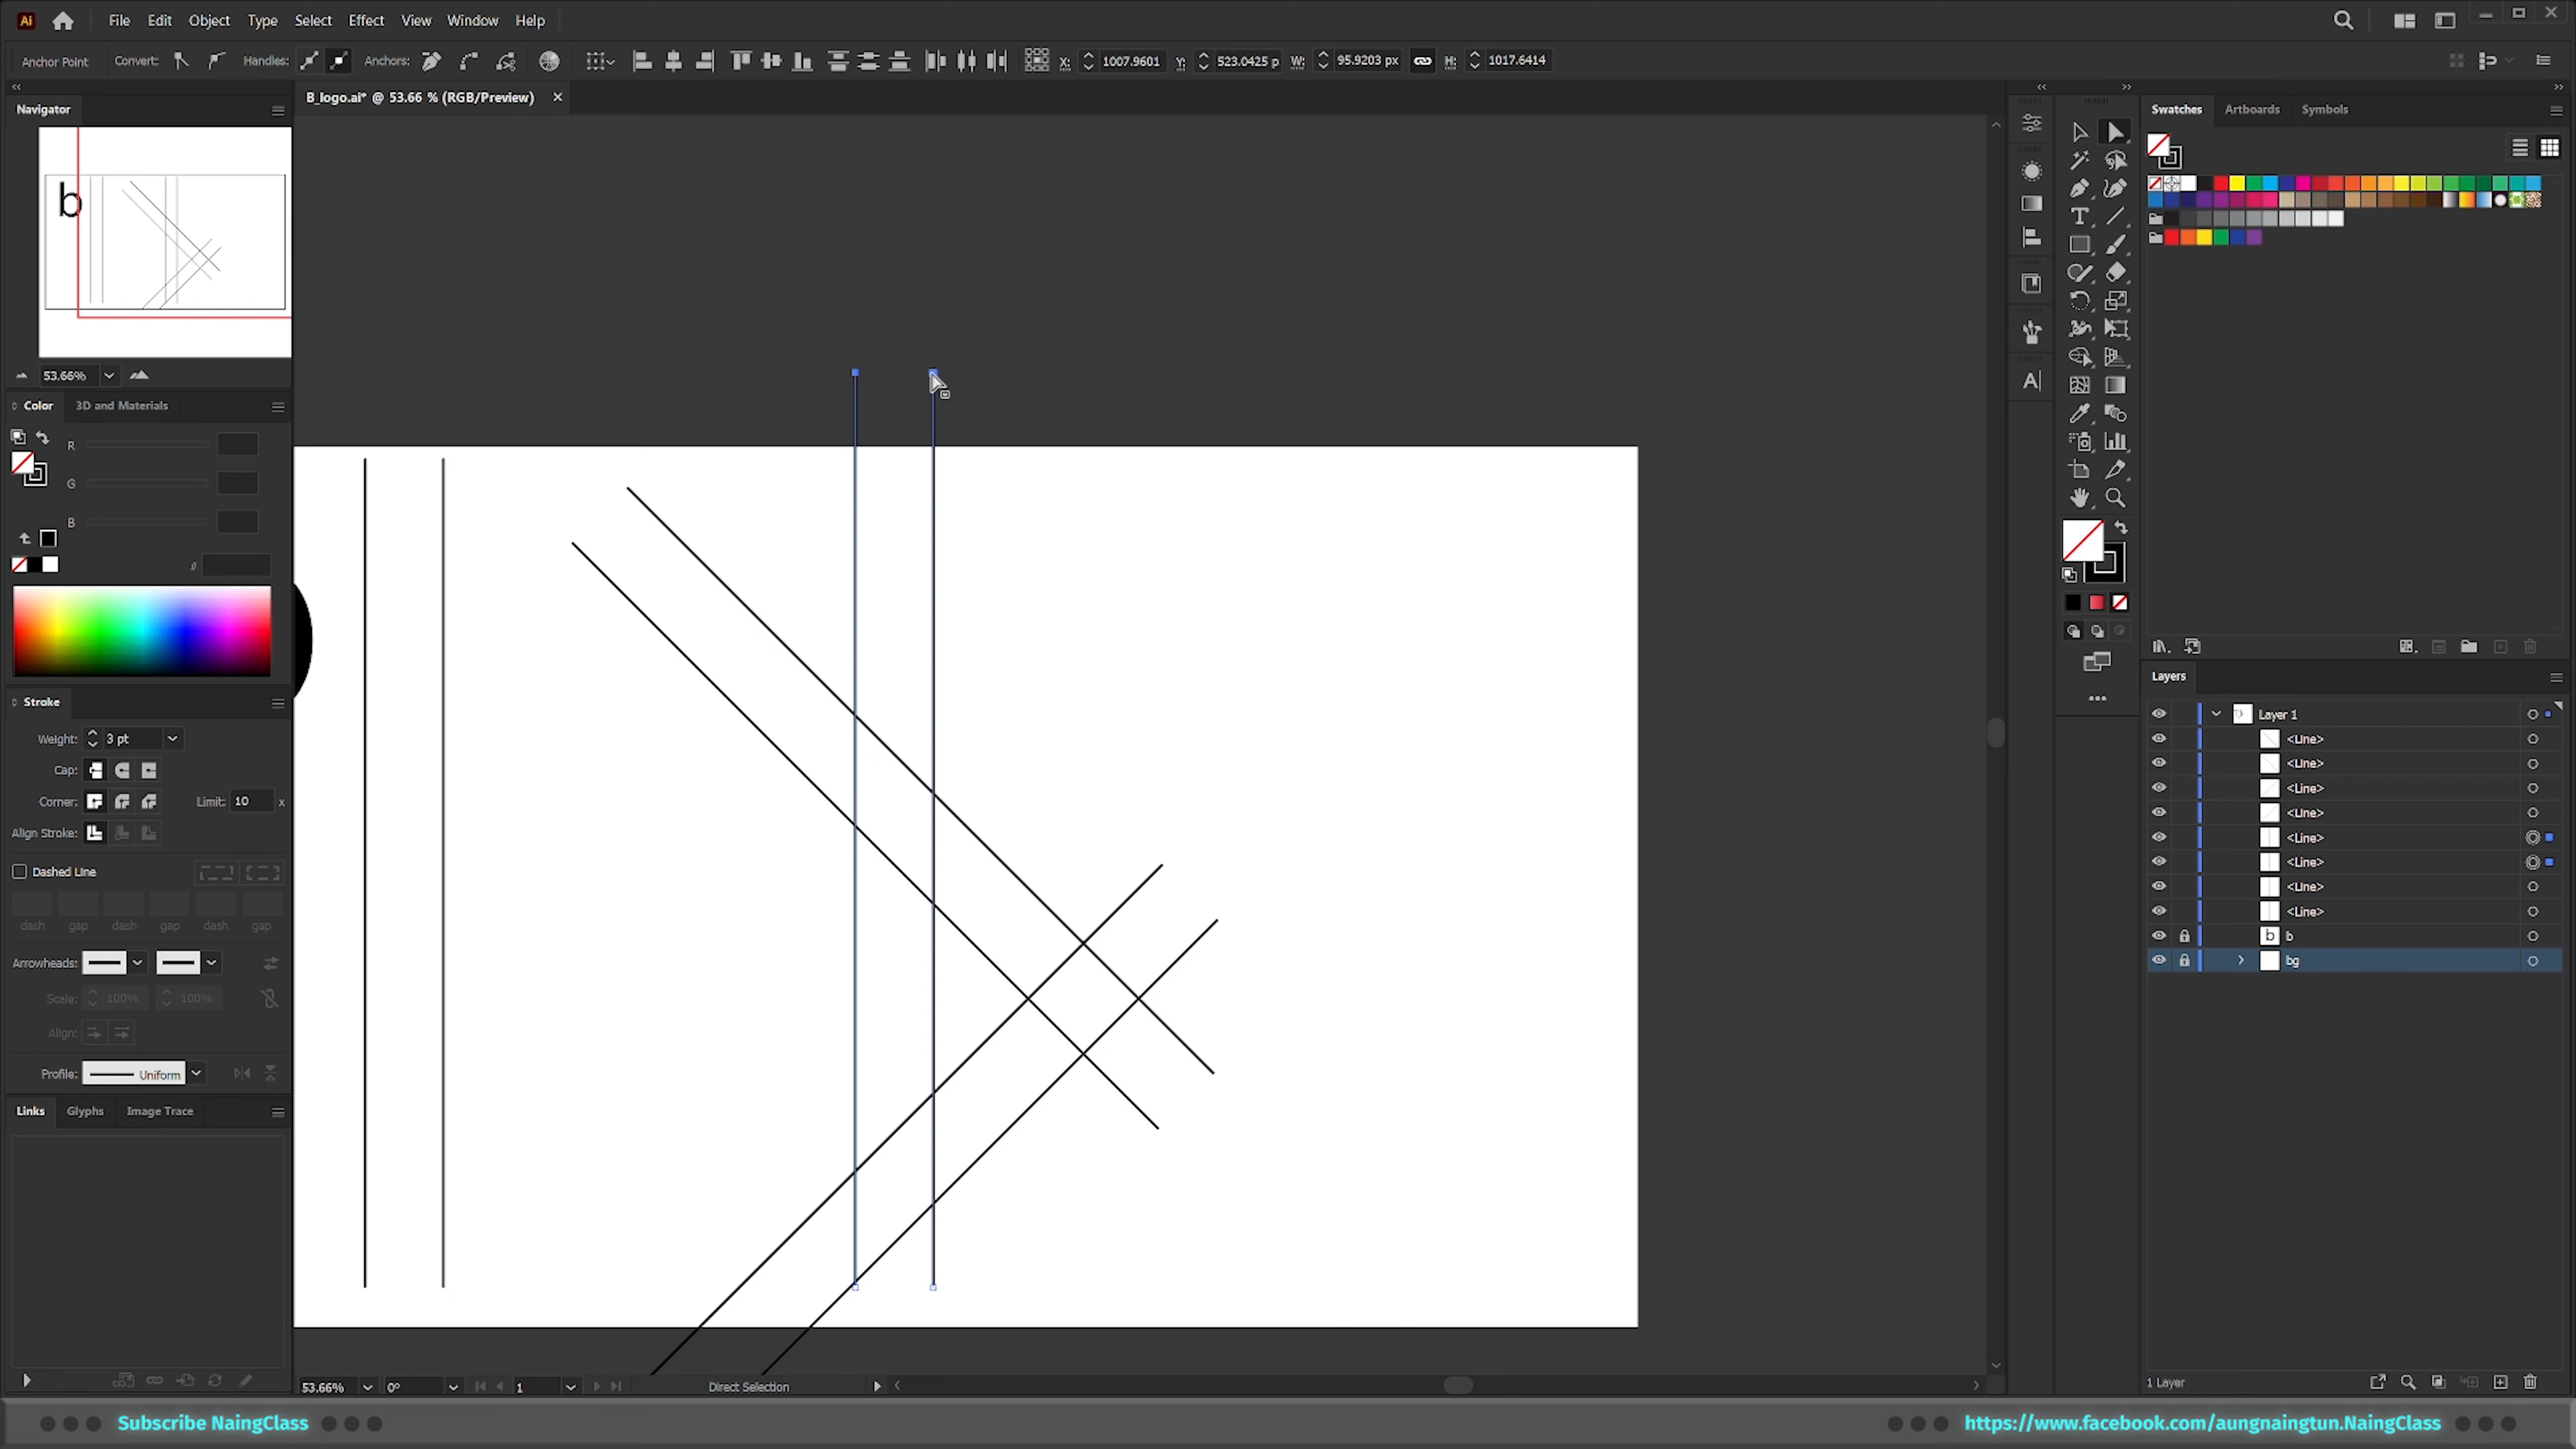 Ai File Edit Object Type Select Effect View Window Help
Anchor Point Convert: Handles: Anchors: X: 1007.9601 Y: 523.0425 p W: 95.9203 px H: 1017.6414
B_logo.ai* @ 53.66 % (RGB/Preview)
Navigator
b
53.66%
Color 3D and Materials
R
G
B
Stroke
Weight: 3 pt
Cap:
Corner: Limit: 10 x
Align Stroke:
Dashed Line
dash gap dash gap dash gap
Arrowheads:
Scale: 100% 100%
Align:
Profile: Uniform
Links Glyphs Image Trace
53.66% 0° 1 Direct Selection
Swatches Artboards Symbols
Layers
Layer 1
<Line>
<Line>
<Line>
<Line>
<Line>
<Line>
<Line>
<Line>
b b
bg
1 Layer
Subscribe NaingClass
https://www.facebook.com/aungnaingtun.NaingClass